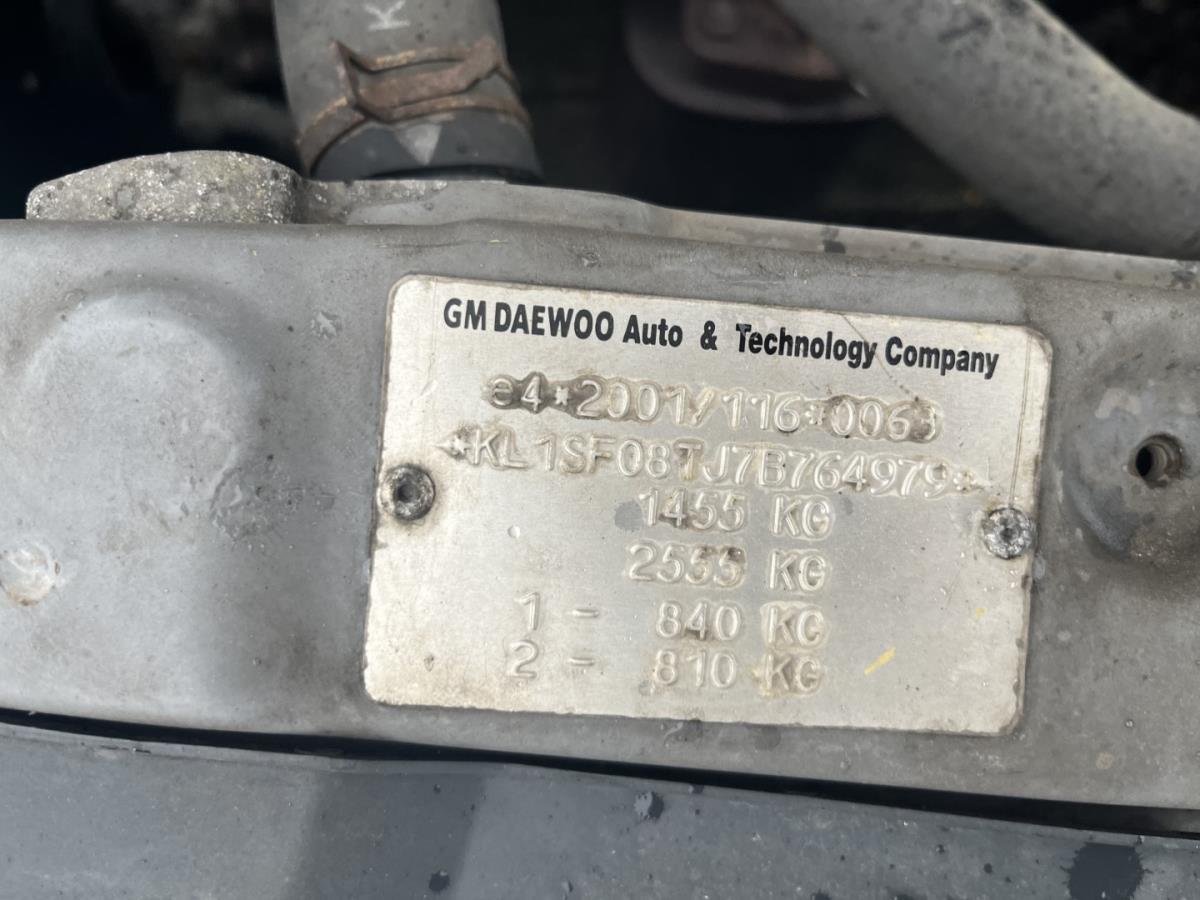 K
GM DAEWOO Auto & Technology Company
e4*2001/116*0063
*KL1SF08TJ7B764979*
1455 KG
2555 KG
1 - 840 KG
2 - 810 KG